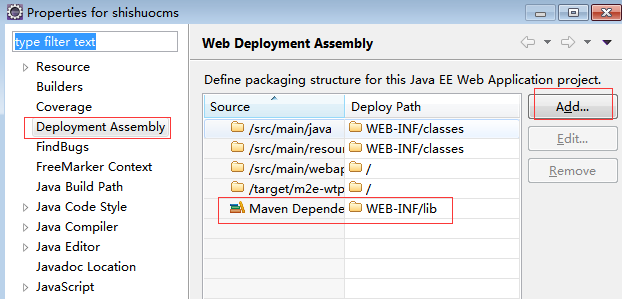 Properties for shishuocms
type filter text
Resource
Builders
Coverage
Deployment Assembly
FindBugs
FreeMarker Context
Java Build Path
Java Code Style
Java Compiler
Java Editor
Javadoc Location
JavaScript
Web Deployment Assembly
Define packaging structure for this Java EE Web Application project.
Source Deploy Path
/src/main/java WEB-INF/classes
/src/main/resour WEB-INF/classes
/src/main/webap /
/target/m2e-wtp /
Maven Depende WEB-INF/lib
Add...
Edit...
Remove